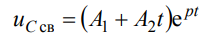 u_{C св} = (A_1 + A_2 t)e^{pt}